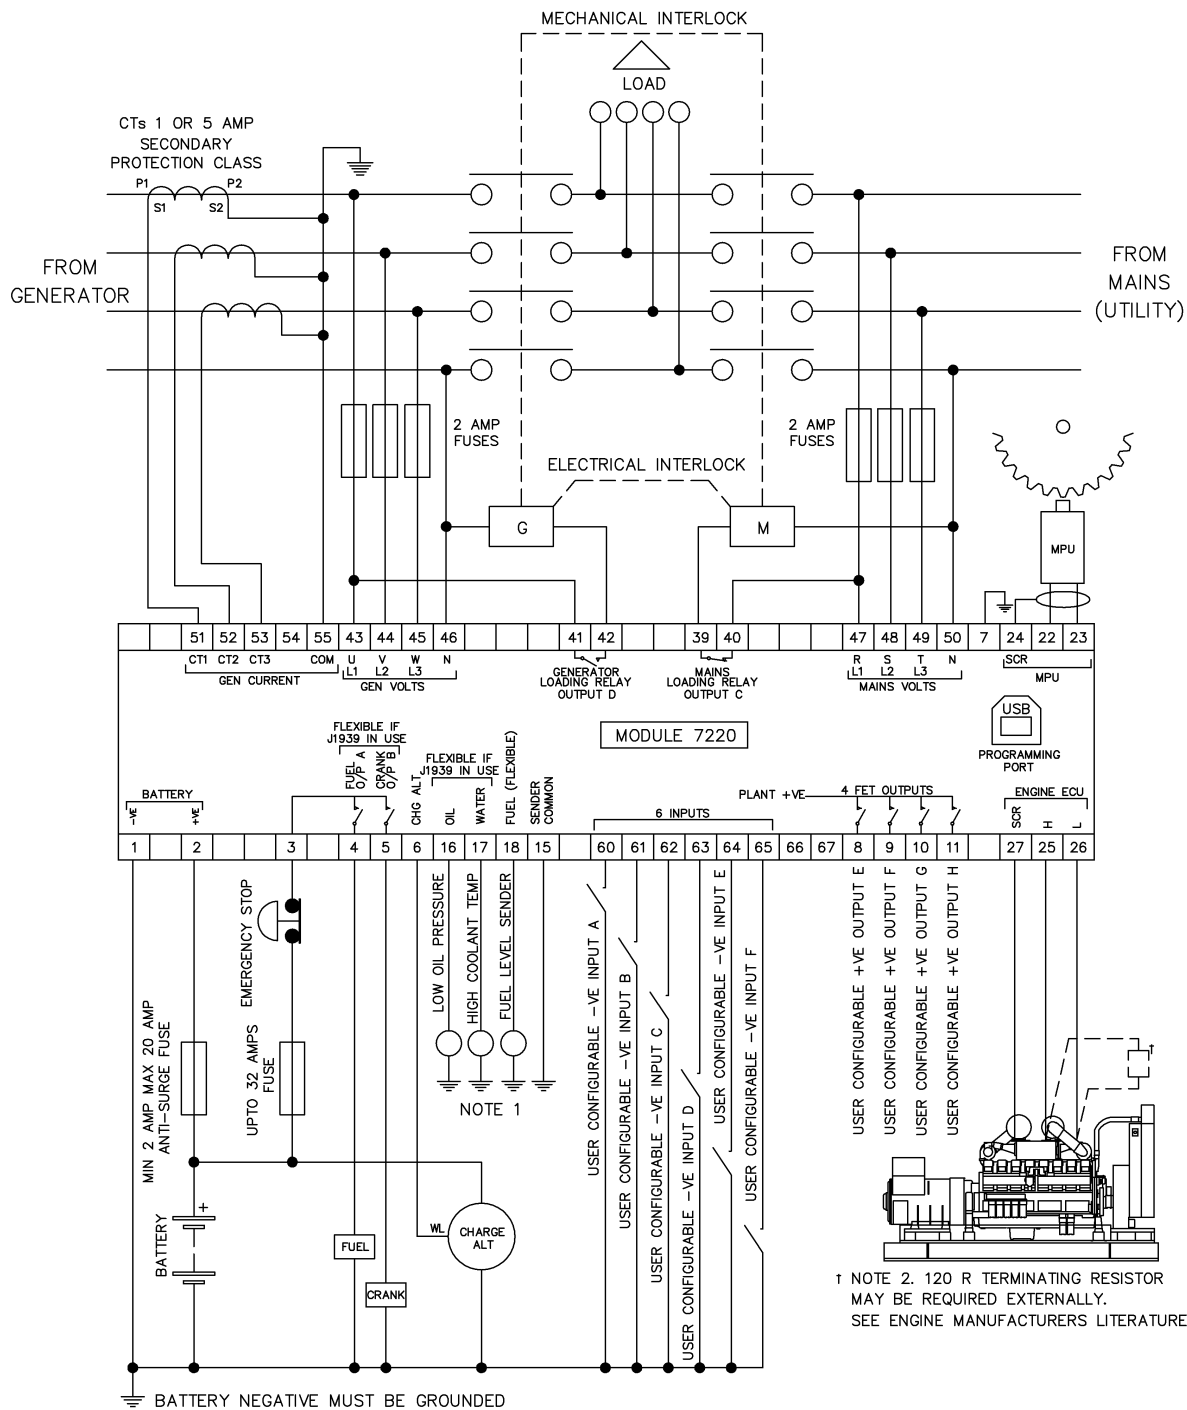 MECHANICAL INTERLOCK
LOAD
CTs 1 OR 5 AMP
SECONDARY
PROTECTION CLASS
P1
P2
S1
S2
FROM
GENERATOR
FROM
MAINS
(UTILITY)
2 AMP
FUSES
2 AMP
FUSES
ELECTRICAL INTERLOCK
G
M
MPU
51 52 53 54 55 43 44 45 46 41 42 39 40 47 48 49 50 7 24 22 23
CT1 CT2 CT3 COM U V W N
L1 L2 L3
GEN CURRENT
GEN VOLTS
GENERATOR
LOADING RELAY
OUTPUT D
MAINS
LOADING RELAY
OUTPUT C
R S T N
L1 L2 L3
MAINS VOLTS
SCR
MPU
MODULE 7220
USB
PROGRAMMING
PORT
FLEXIBLE IF
J1939 IN USE
FUEL
O/P A
CRANK
O/P B
FLEXIBLE IF
J1939 IN USE
CHG ALT
OIL
WATER
FUEL (FLEXIBLE)
SENDER
COMMON
BATTERY
-VE
+VE
6 INPUTS
PLANT +VE
4 FET OUTPUTS
ENGINE ECU
SCR
H
L
1 2 3 4 5 6 16 17 18 15 60 61 62 63 64 65 66 67 8 9 10 11 27 25 26
MIN 2 AMP MAX 20 AMP
ANTI-SURGE FUSE
EMERGENCY STOP
UPTO 32 AMPS
FUSE
LOW OIL PRESSURE
HIGH COOLANT TEMP
FUEL LEVEL SENDER
NOTE 1
USER CONFIGURABLE -VE INPUT A
USER CONFIGURABLE -VE INPUT B
USER CONFIGURABLE -VE INPUT C
USER CONFIGURABLE -VE INPUT D
USER CONFIGURABLE -VE INPUT E
USER CONFIGURABLE -VE INPUT F
USER CONFIGURABLE +VE OUTPUT E
USER CONFIGURABLE +VE OUTPUT F
USER CONFIGURABLE +VE OUTPUT G
USER CONFIGURABLE +VE OUTPUT H
†
BATTERY
+
FUEL
CRANK
WL
CHARGE
ALT
† NOTE 2. 120 R TERMINATING RESISTOR
MAY BE REQUIRED EXTERNALLY.
SEE ENGINE MANUFACTURERS LITERATURE
BATTERY NEGATIVE MUST BE GROUNDED